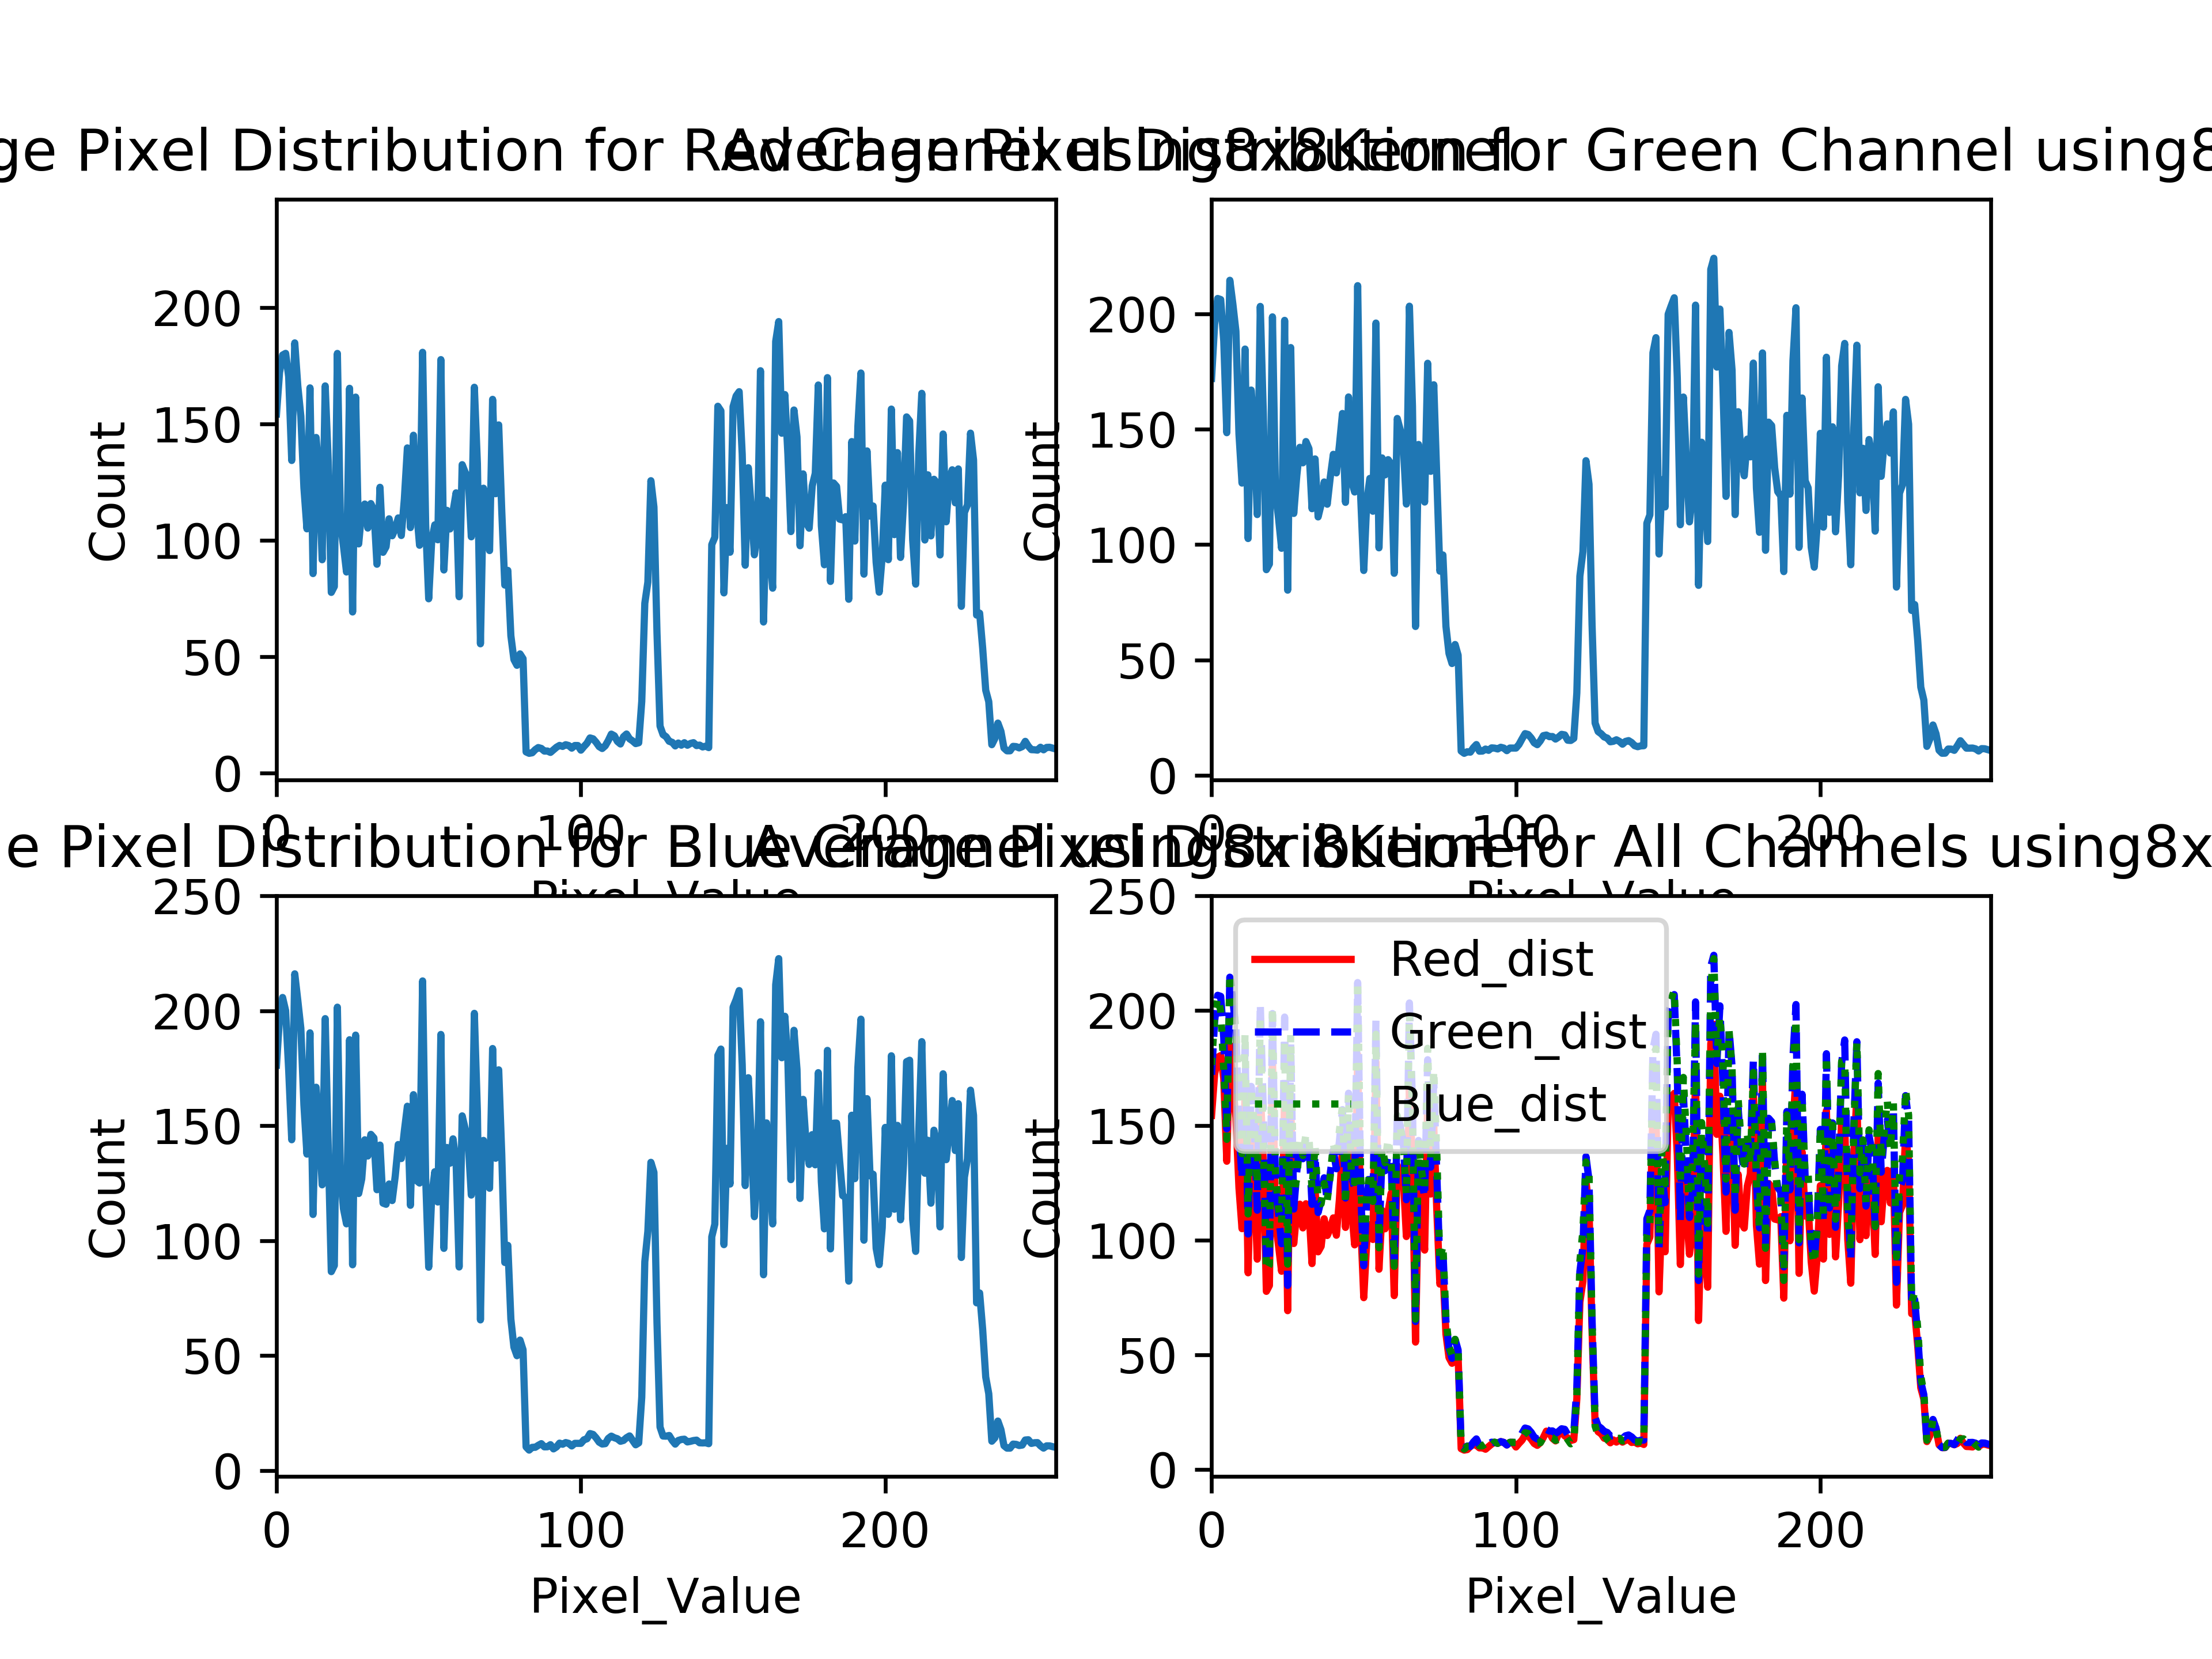 ge Pixel Distribution for Red Channel using8x8Kernel
Average Pixel Distribution for Green Channel using8
Count
200
150
100
50
0
0 100 200
Pixel_Value
Count
200
150
100
50
0
0 100 200
Pixel_Value
e Pixel Distribution for Blue Channel using8x8Kernel
Average Pixel Distribution for All Channels using8x
Count
250
200
150
100
50
0
0 100 200
Pixel_Value
Count
250
200
150
100
50
0
Red_dist
Green_dist
Blue_dist
0 100 200
Pixel_Value